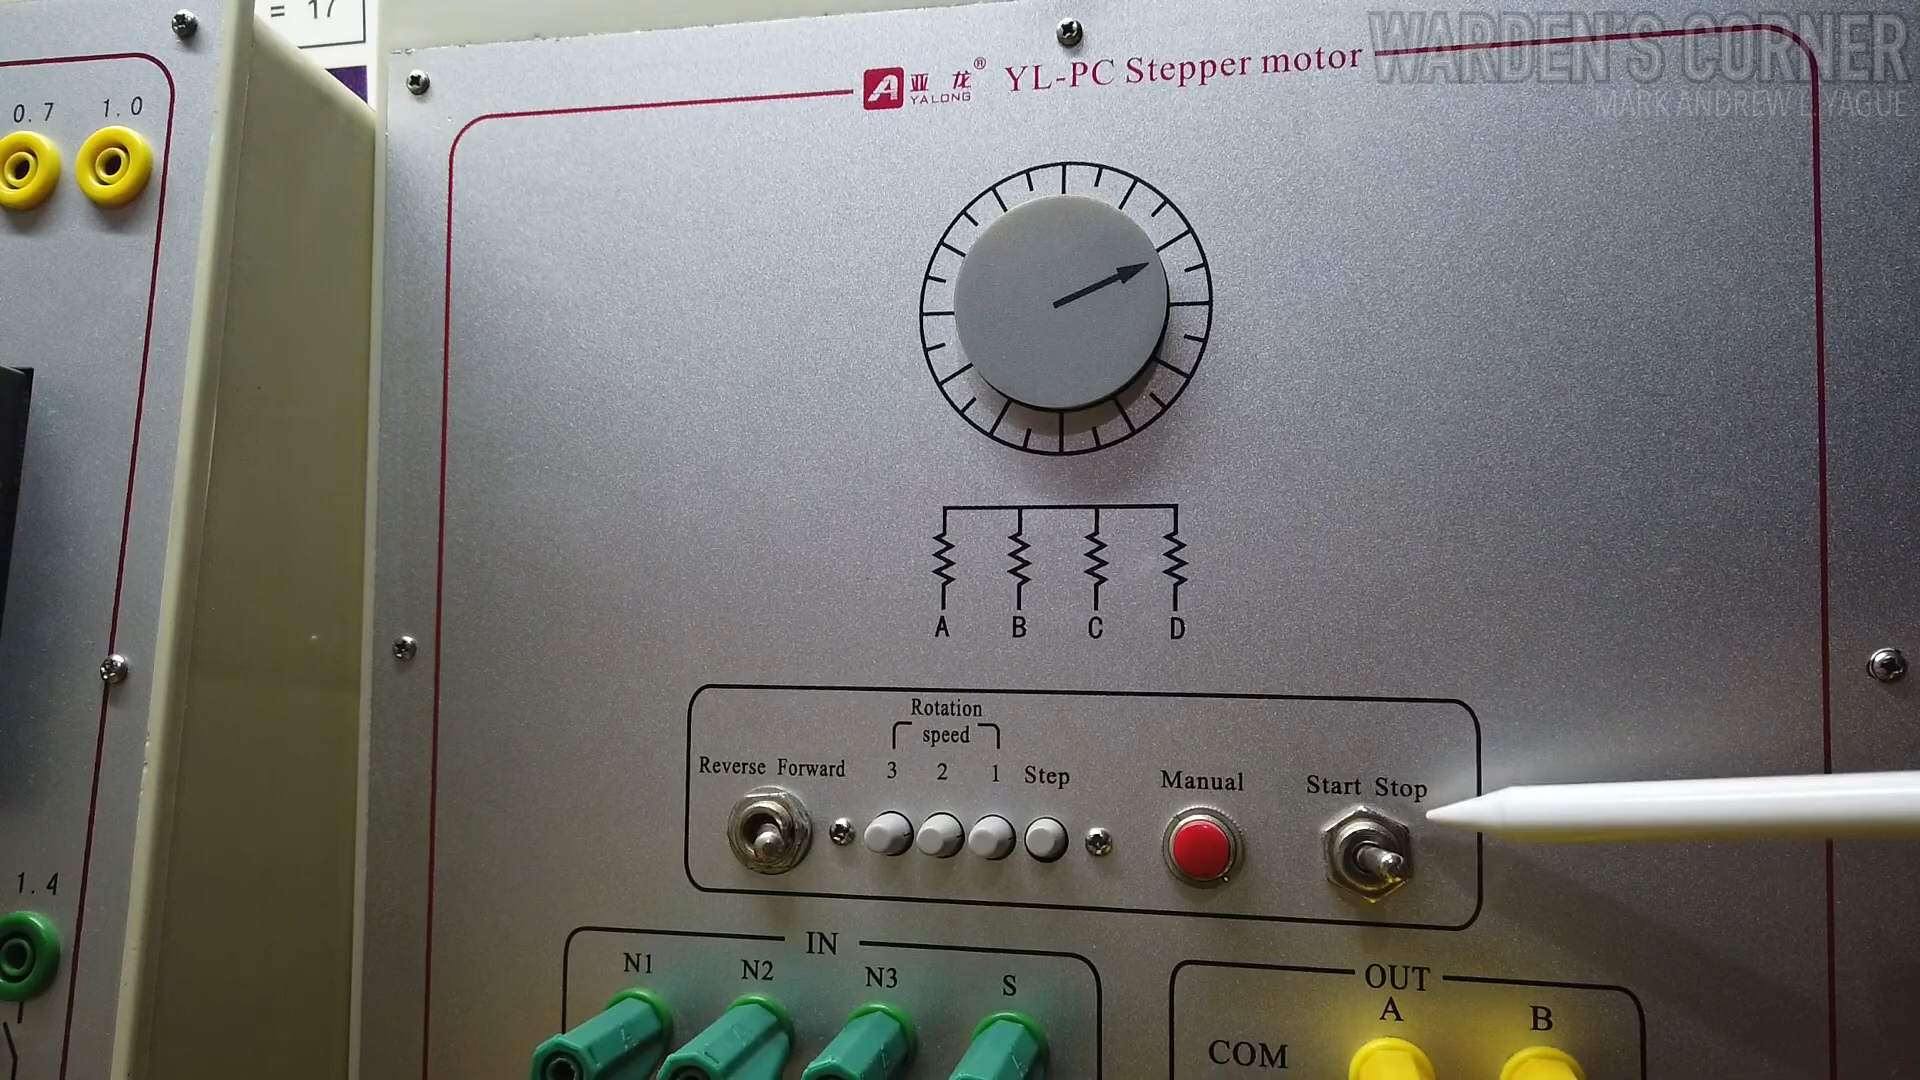 = 17
WARDEN'S CORNER
MARK ANDREW L. YAGUE
亚龙® YL-PC Stepper motor
YALONG
0.7 1.0
A B C D
Rotation
speed
Reverse Forward 3 2 1 Step Manual Start Stop
1.4
IN
N1 N2 N3 S
OUT
A B
COM